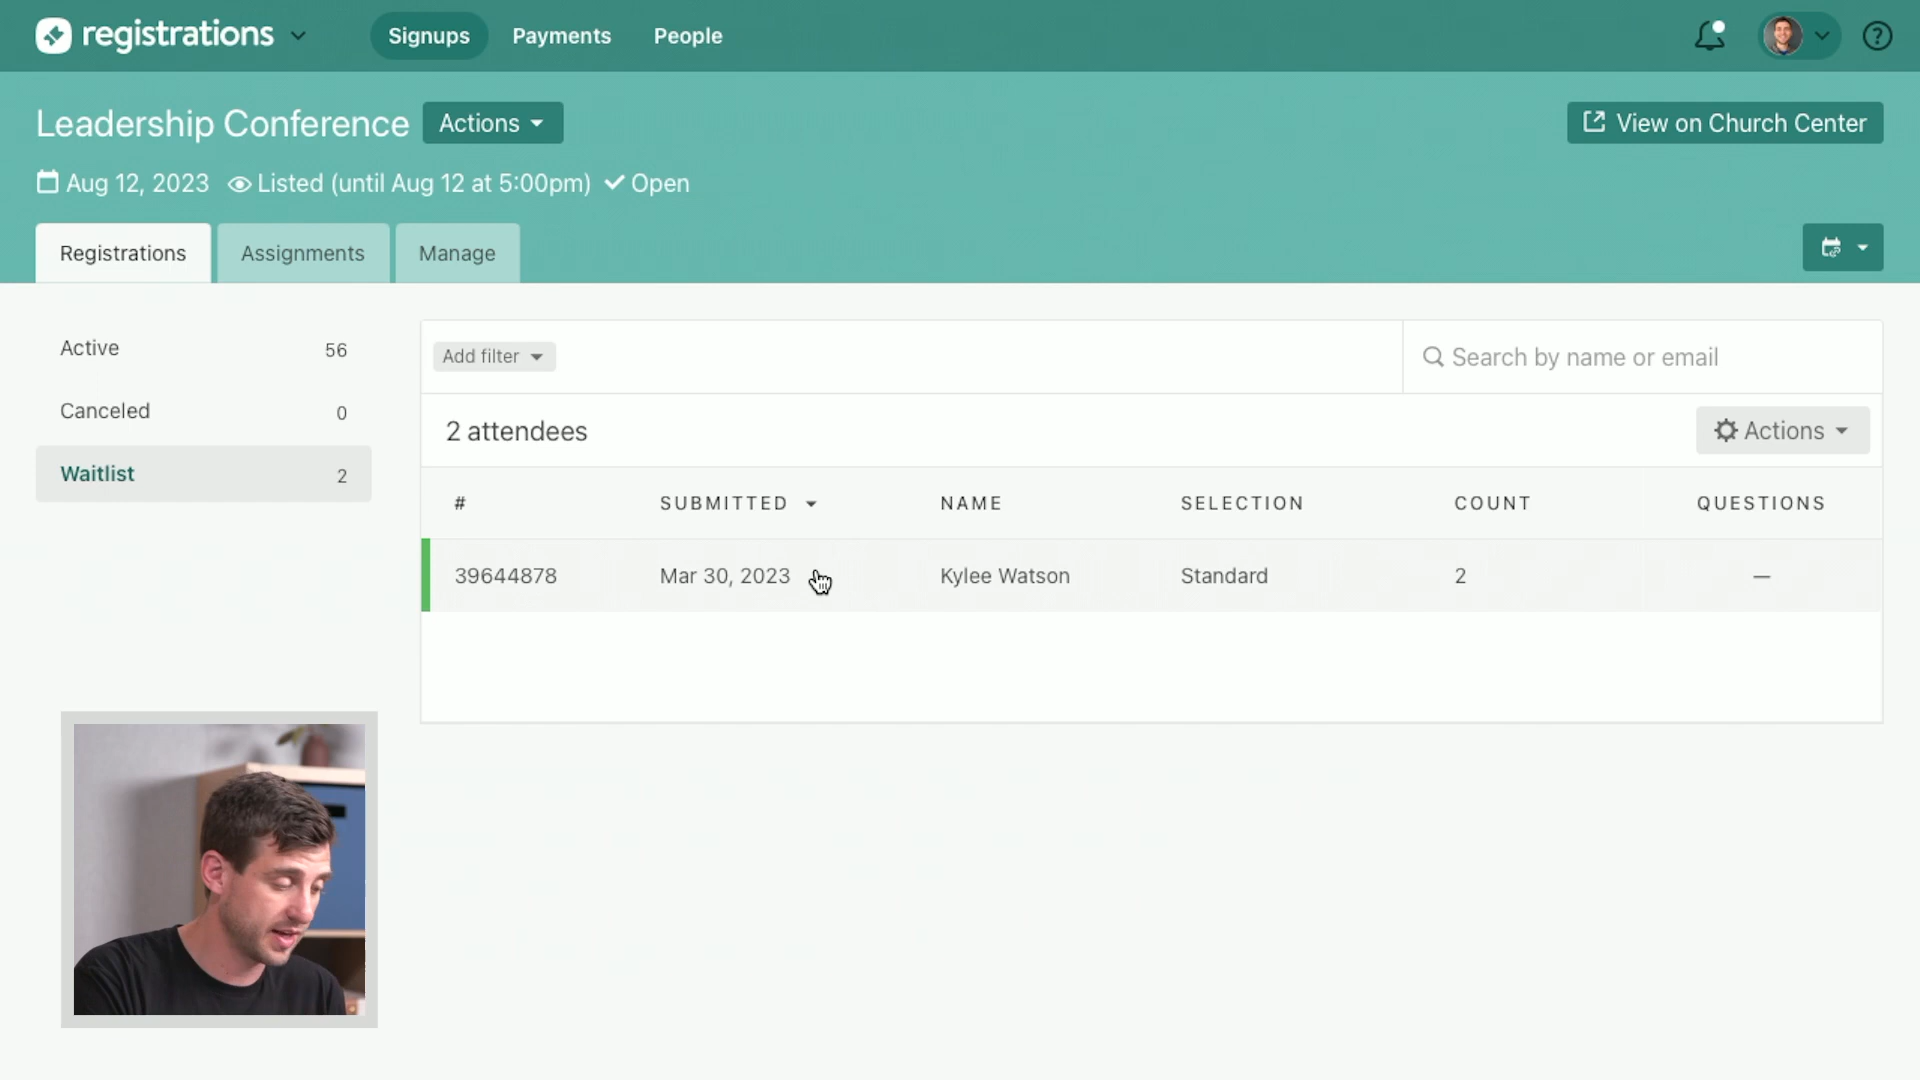 registrations Signups Payments People
Leadership Conference Actions View on Church Center
Aug 12, 2023 Listed (until Aug 12 at 5:00pm) Open
Registrations Assignments Manage
Active 56
Canceled 0
Waitlist 2
Add filter Search by name or email
2 attendees Actions
# SUBMITTED NAME SELECTION COUNT QUESTIONS
39644878 Mar 30, 2023 Kylee Watson Standard 2 —